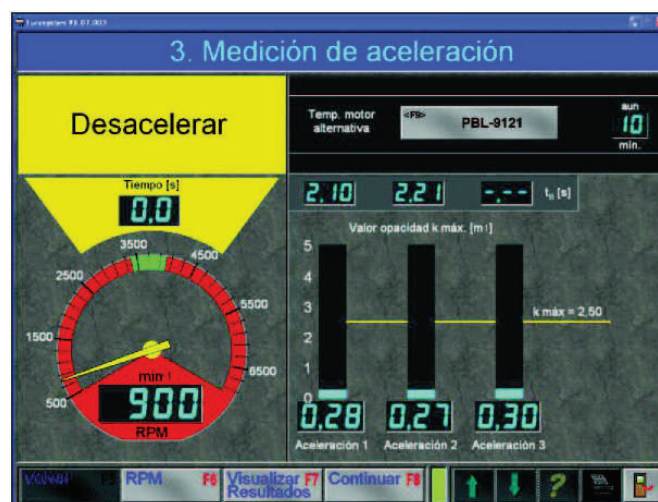 3. Medición de aceleración
Desacelerar
Temp. motor
alternativa
<F9>
PBL-9121
aun
10
min.
Tiempo [s]
0.0
2.10 2.21 -.-- t_B [s]
Valor opacidad k máx. [m⁻¹]
5
4
3
2
1
0
k máx = 2,50
500
1500
2500
3500
4500
5500
6500
min⁻¹
900
RPM
0,28 0,27 0,30
Aceleración 1 Aceleración 2 Aceleración 3
RPM F6
Visualizar F7
Resultados
Continuar F8
?